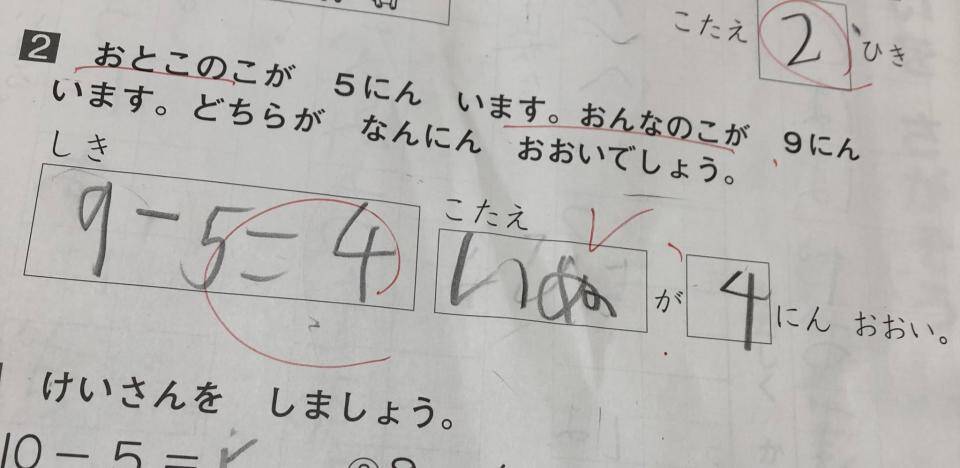 こたえ 2 ひき
2 おとこのこが 5にん います。おんなのこが 9にん
います。どちらが なんにん おおいでしょう。
しき
9-5=4
こたえ
いぬ が 4 にん おおい。
けいさんを しましょう。
10-5=